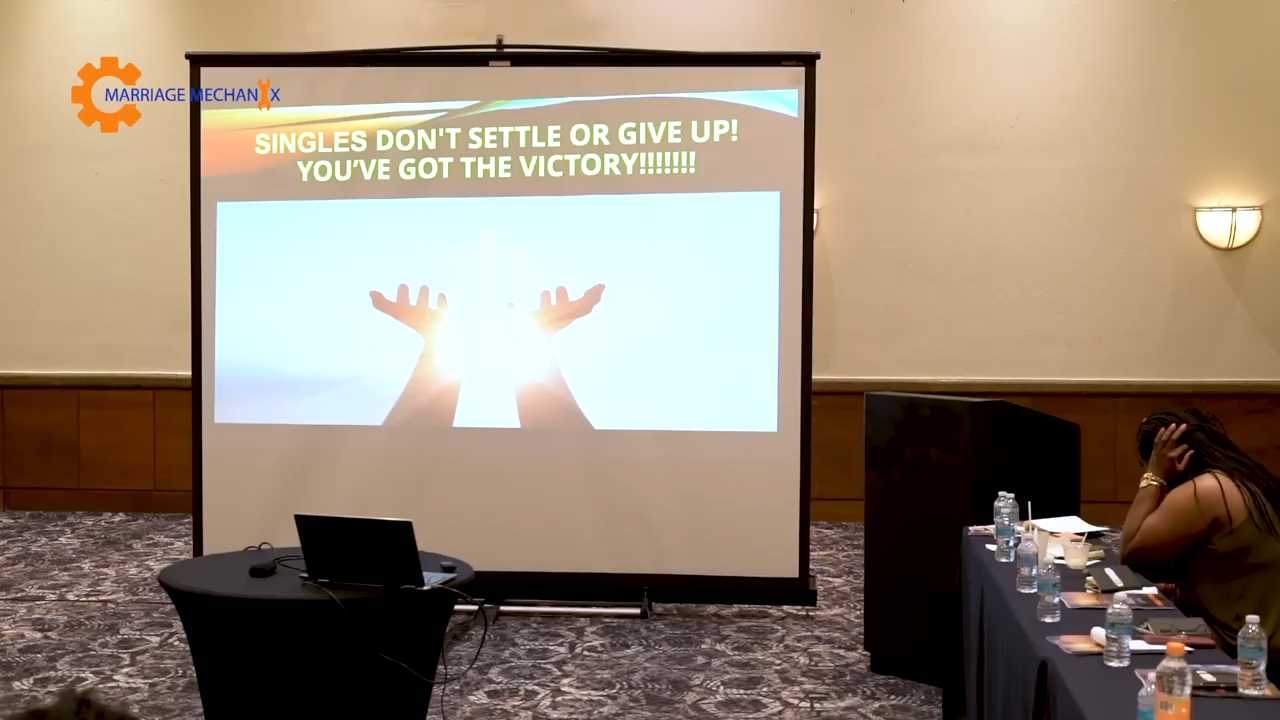 MARRIAGE MECHANIX
SINGLES DON'T SETTLE OR GIVE UP!
YOU'VE GOT THE VICTORY!!!!!!!